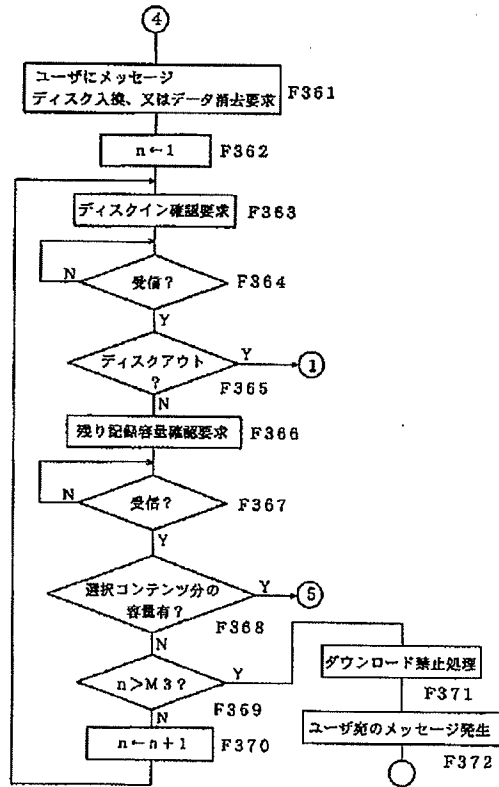 4
ユーザにメッセージ
ディスク入換、又はデータ消去要求
F361
n←1
F362
ディスクイン確認要求
F363
受信?
F364
N
Y
ディスクアウト
?
Y
1
F365
N
残り記録容量確認要求
F366
受信?
F367
N
Y
選択コンテンツ分の
容量有?
Y
5
F368
N
n>M3?
Y
F369
N
n←n+1
F370
ダウンロード禁止処理
F371
ユーザ宛のメッセージ発生
F372